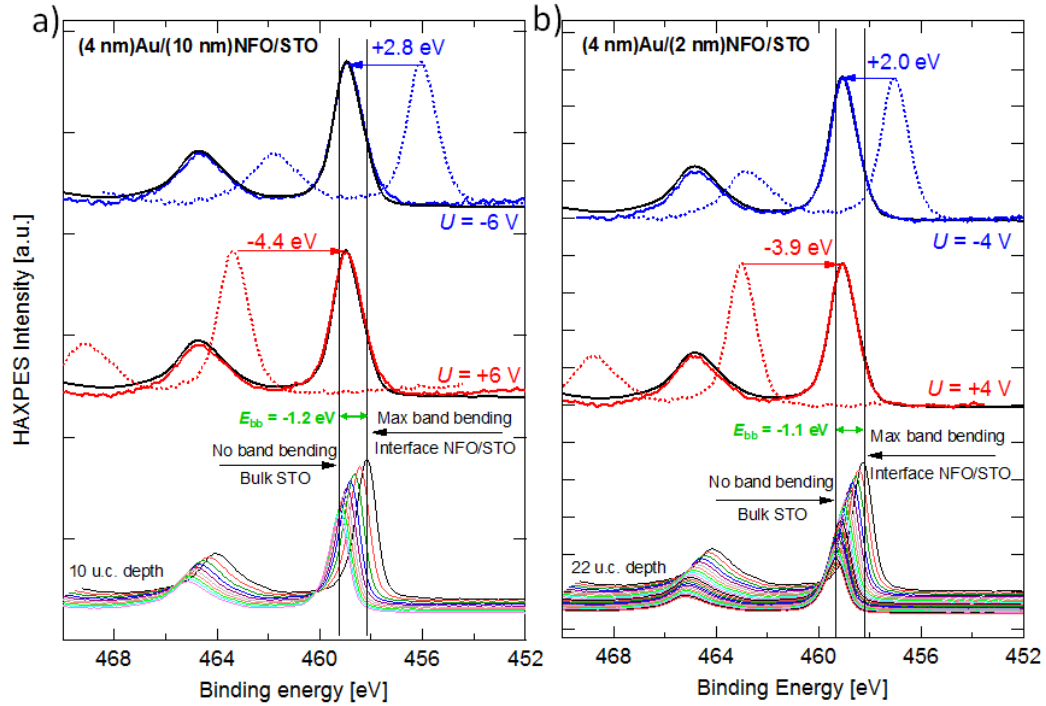 a)
(4 nm)Au/(10 nm)NFO/STO
+2.8 eV
U = -6 V
-4.4 eV
U = +6 V
Ebb = -1.2 eV
Max band bending
No band bending
Interface NFO/STO
Bulk STO
10 u.c. depth
468 464 460 456 452
Binding energy [eV]
HAXPES Intensity [a.u.]
b)
(4 nm)Au/(2 nm)NFO/STO
+2.0 eV
U = -4 V
-3.9 eV
U = +4 V
Ebb = -1.1 eV
Max band bending
Interface NFO/STO
No band bending
Bulk STO
22 u.c. depth
468 464 460 456 452
Binding Energy [eV]